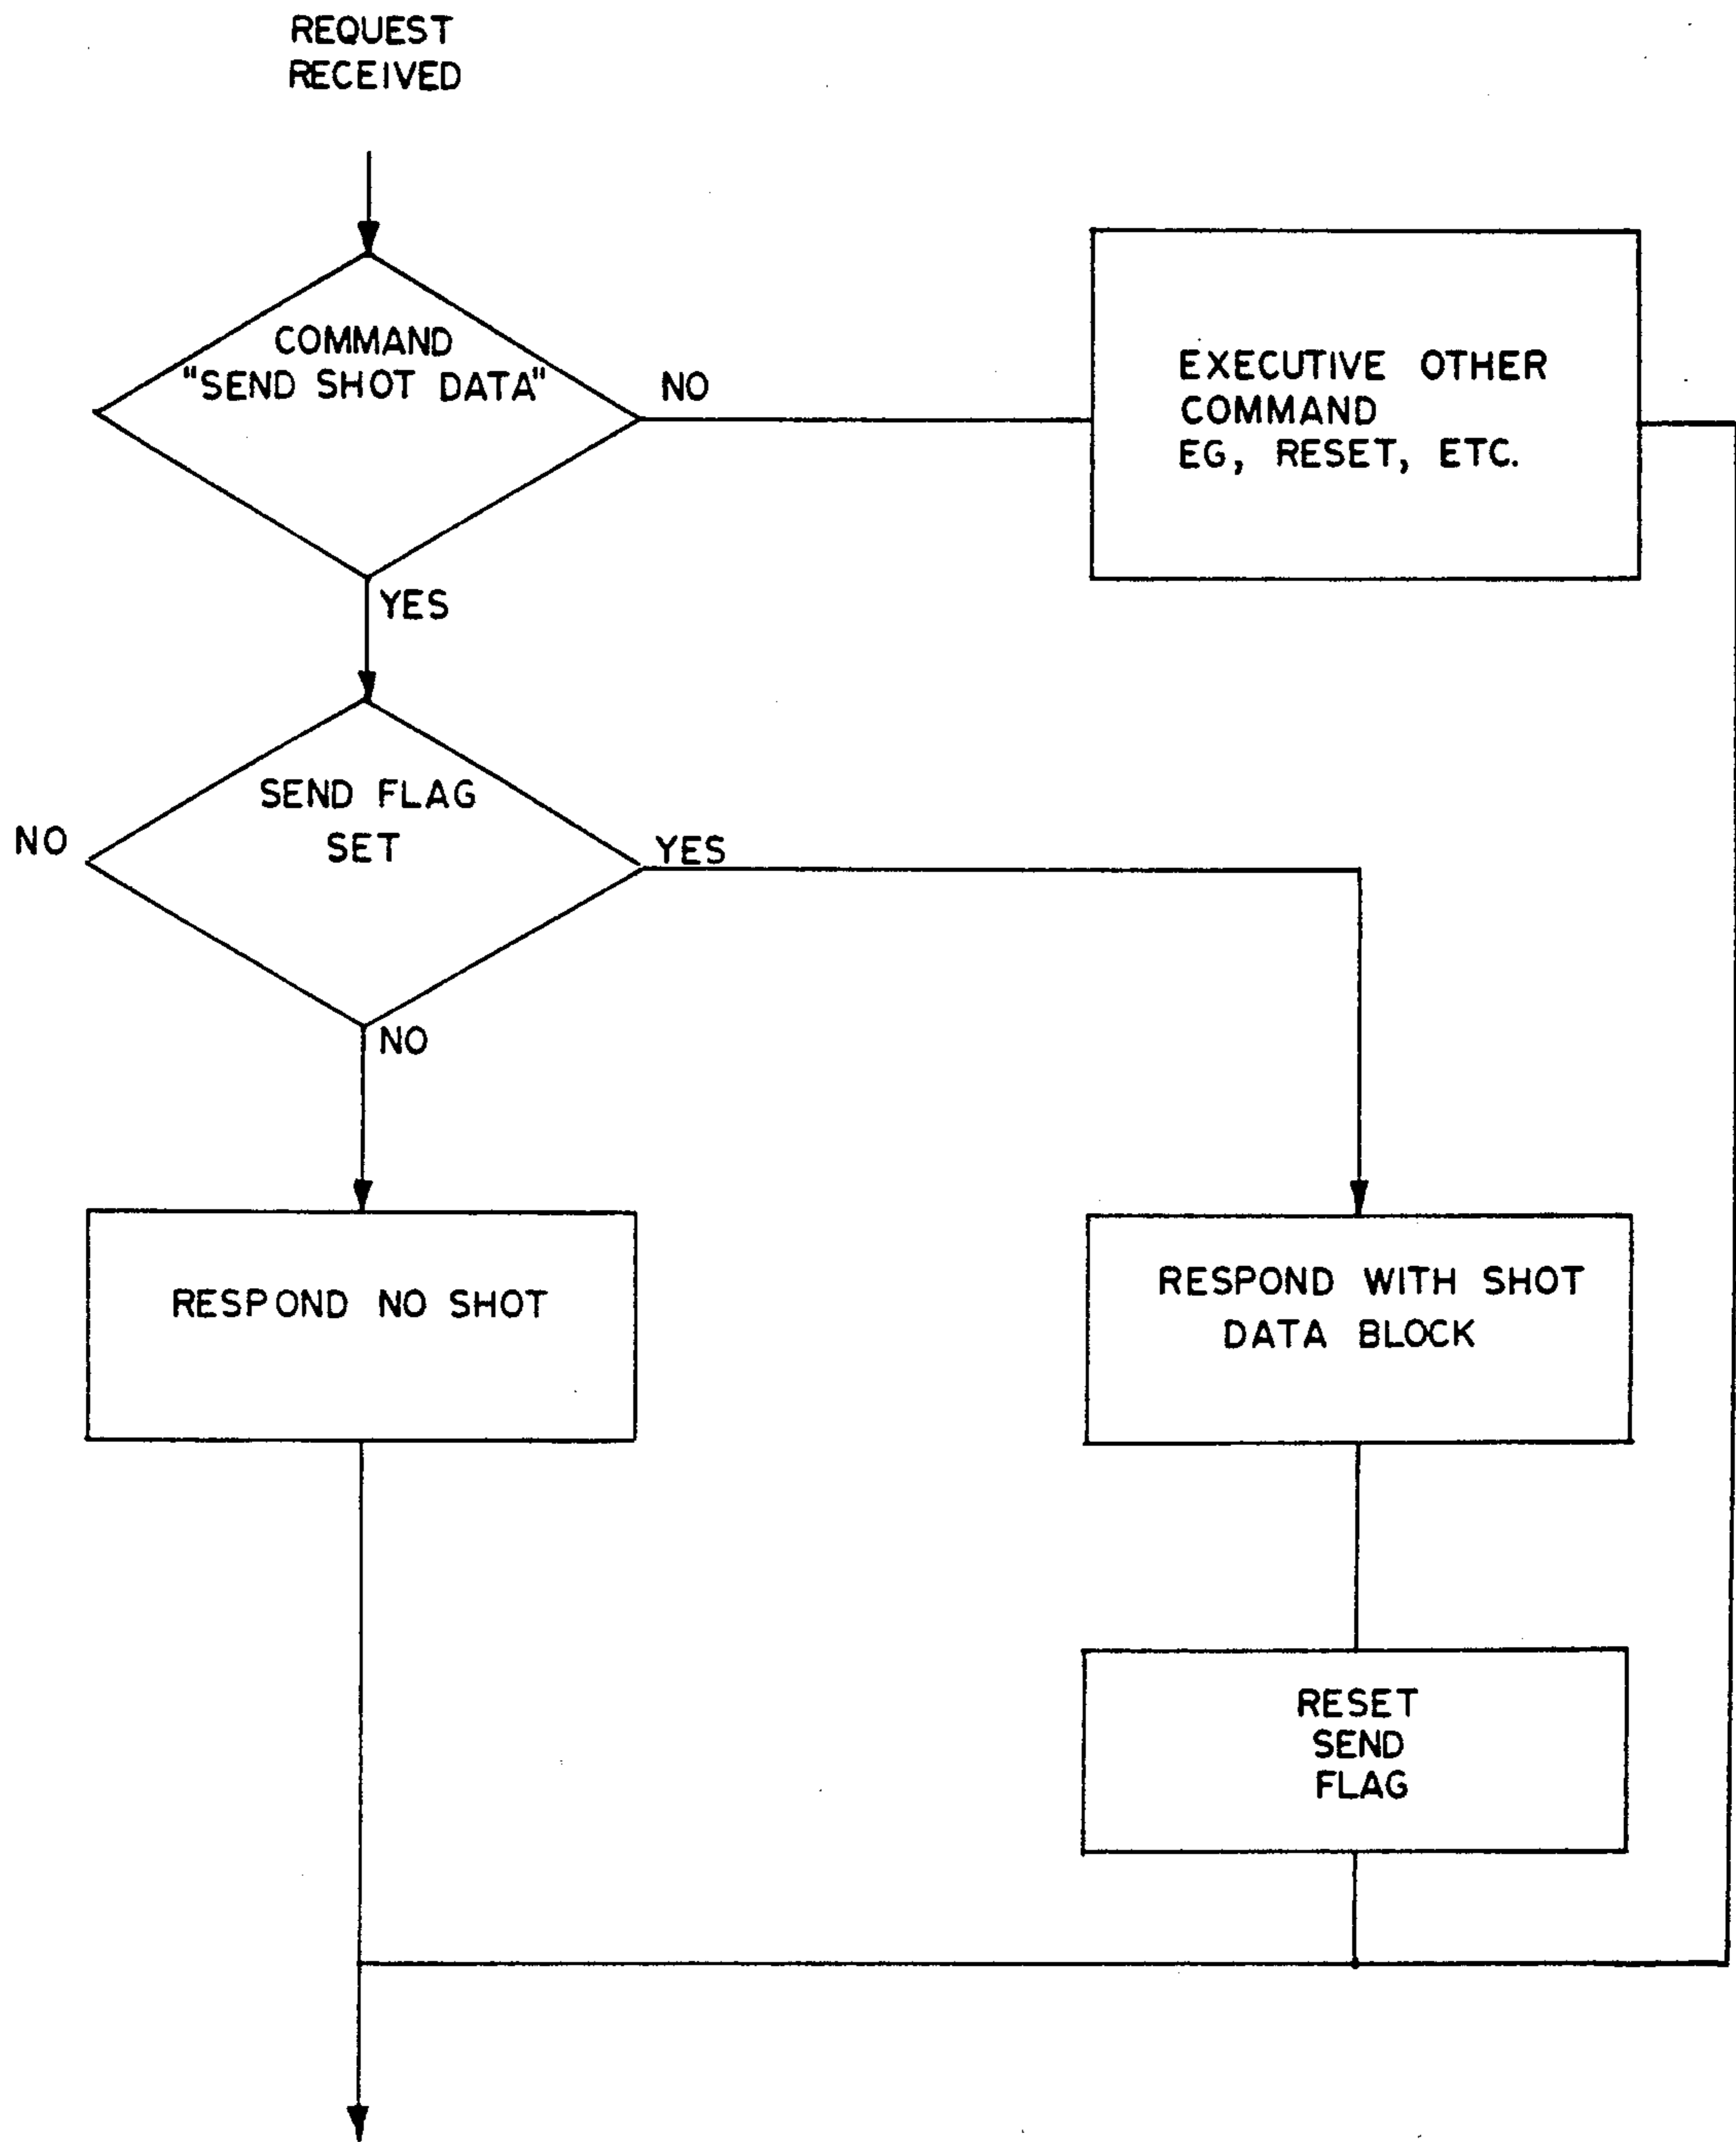 REQUEST
RECEIVED
COMMAND
"SEND SHOT DATA"
NO
EXECUTIVE OTHER
COMMAND
EG, RESET, ETC.
YES
SEND FLAG
SET
NO
YES
NO
RESPOND NO SHOT
RESPOND WITH SHOT
DATA BLOCK
RESET
SEND
FLAG